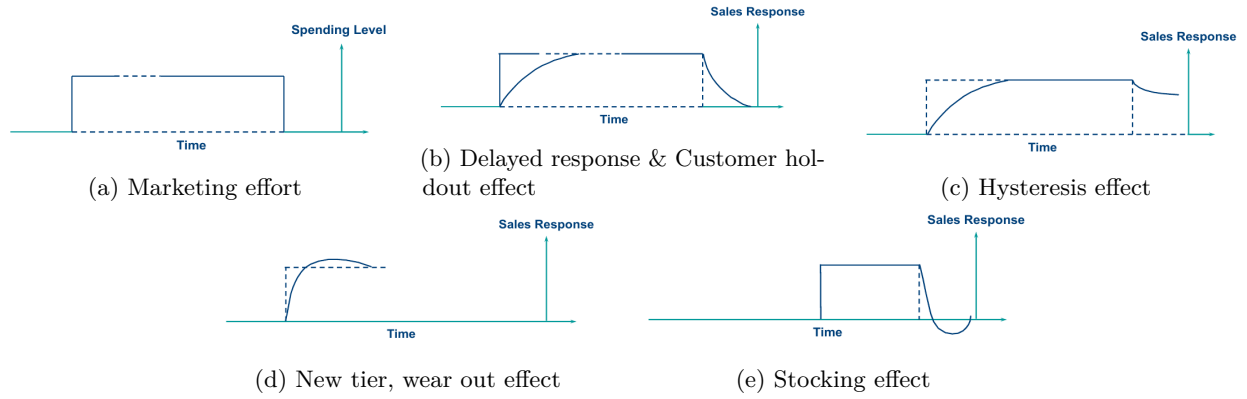 Spending Level
Time
(a) Marketing effort
Sales Response
Time
(b) Delayed response & Customer hol-
dout effect
Sales Response
Time
(c) Hysteresis effect
Sales Response
Time
(d) New tier, wear out effect
Sales Response
Time
(e) Stocking effect